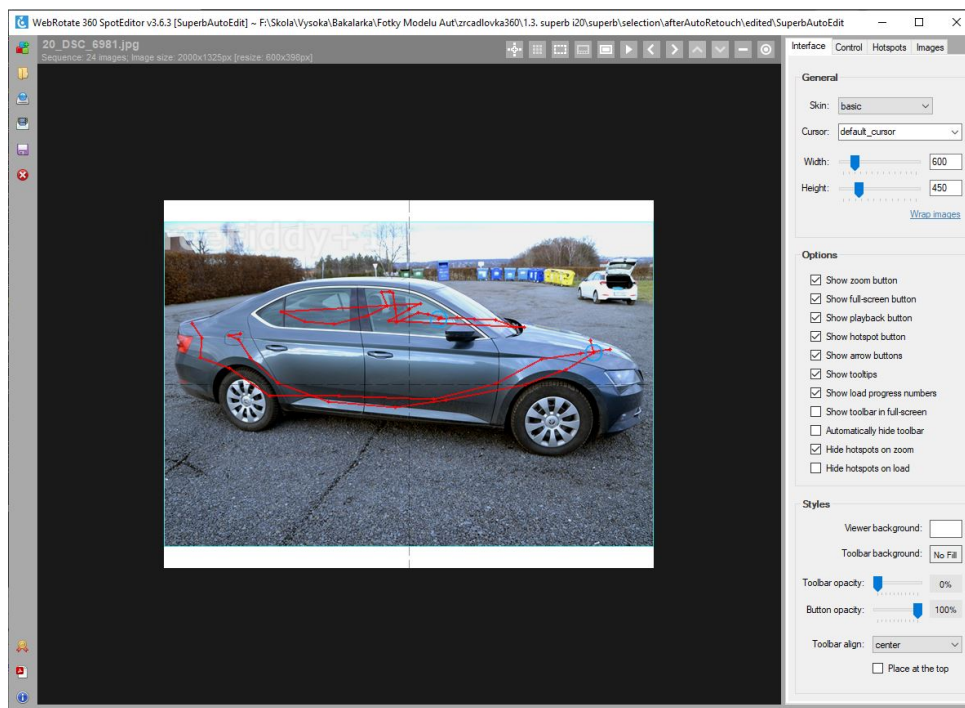 WebRotate 360 SpotEditor v3.6.3 [SuperbAutoEdit] ~ F:\Skola\Vysoka\Bakalarka\Fotky Modelu Aut\zrcadlovka360\1.3. superb i20\superb\selection\afterAutoRetouch\edited\SuperbAutoEdit
20_DSC_6981.jpg
Sequence: 24 images; Image size: 2000x1325px [resize: 600x398px]
Interface Control Hotspots Images
General
Skin: basic
Cursor: default_cursor
Width: 600
Height: 450
Wrap images
Options
Show zoom button
Show full-screen button
Show playback button
Show hotspot button
Show arrow buttons
Show tooltips
Show load progress numbers
Show toolbar in full-screen
Automatically hide toolbar
Hide hotspots on zoom
Hide hotspots on load
Styles
Viewer background:
Toolbar background: No Fill
Toolbar opacity: 0%
Button opacity: 100%
Toolbar align: center
Place at the top